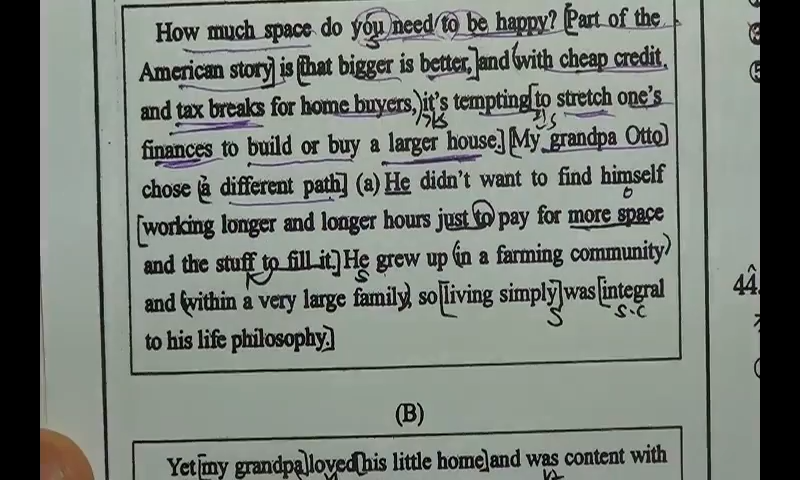 How much space do you need to be happy? Part of the
American story is that bigger is better, and with cheap credit
and tax breaks for home buyers, it's tempting to stretch one's
finances to build or buy a larger house. My grandpa Otto
chose a different path. (a) He didn't want to find himself
working longer and longer hours just to pay for more space
and the stuff to fill it. He grew up in a farming community
and within a very large family, so living simply was integral
to his life philosophy.
(B)
Yet my grandpa loved his little home and was content with
44.